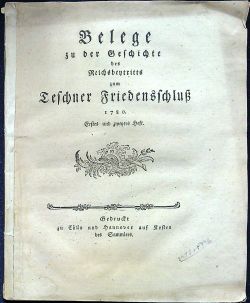 Belege
zu der Geschichte
des
Reichsbeytritts
zum
Teschner Friedensschluß
1780.
Erstes und zweytes Heft.
Gedruckt
zu Cölln und Hannover auf Kosten
des Sammlers.